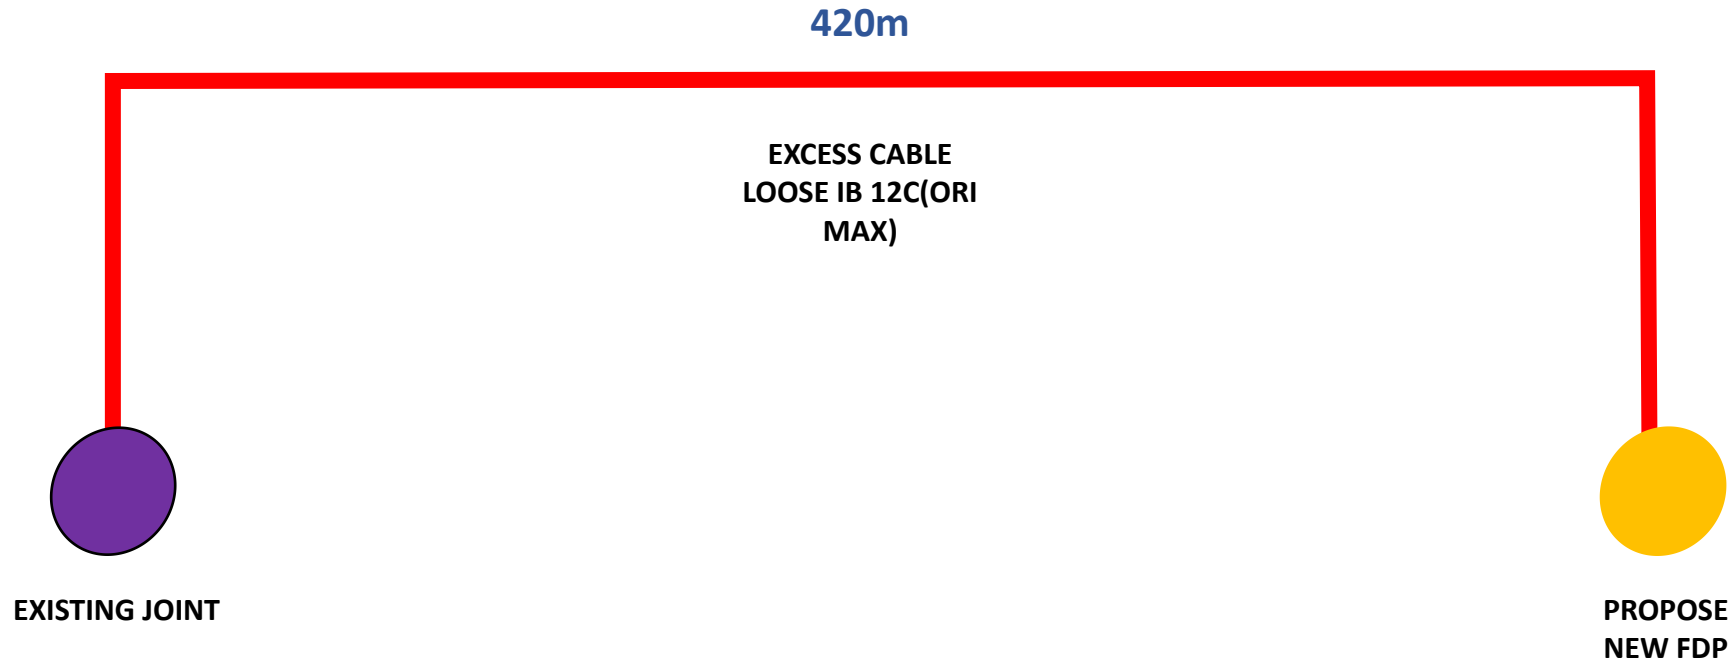 420m
EXCESS CABLE
LOOSE IB 12C(ORI
MAX)
EXISTING JOINT
PROPOSE
NEW FDP